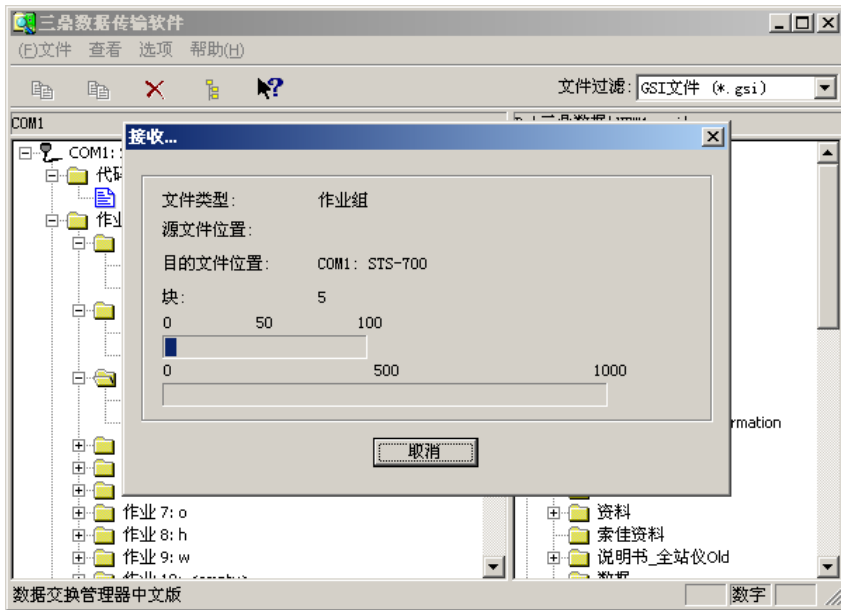 三鼎数据传输软件
(F)文件 查看 选项 帮助(H)
文件过滤: GSI文件 (*.gsi)
COM1
接收...
COM1:
代码
作业
文件类型: 作业组
源文件位置:
目的文件位置: COM1: STS-700
块: 5
0 50 100
0 500 1000
取消
rmation
作业 7: o
作业 8: h
作业 9: w
作业 10: <empty>
资料
索佳资料
说明书_全站仪Old
数据
数据交换管理器中文版
数字